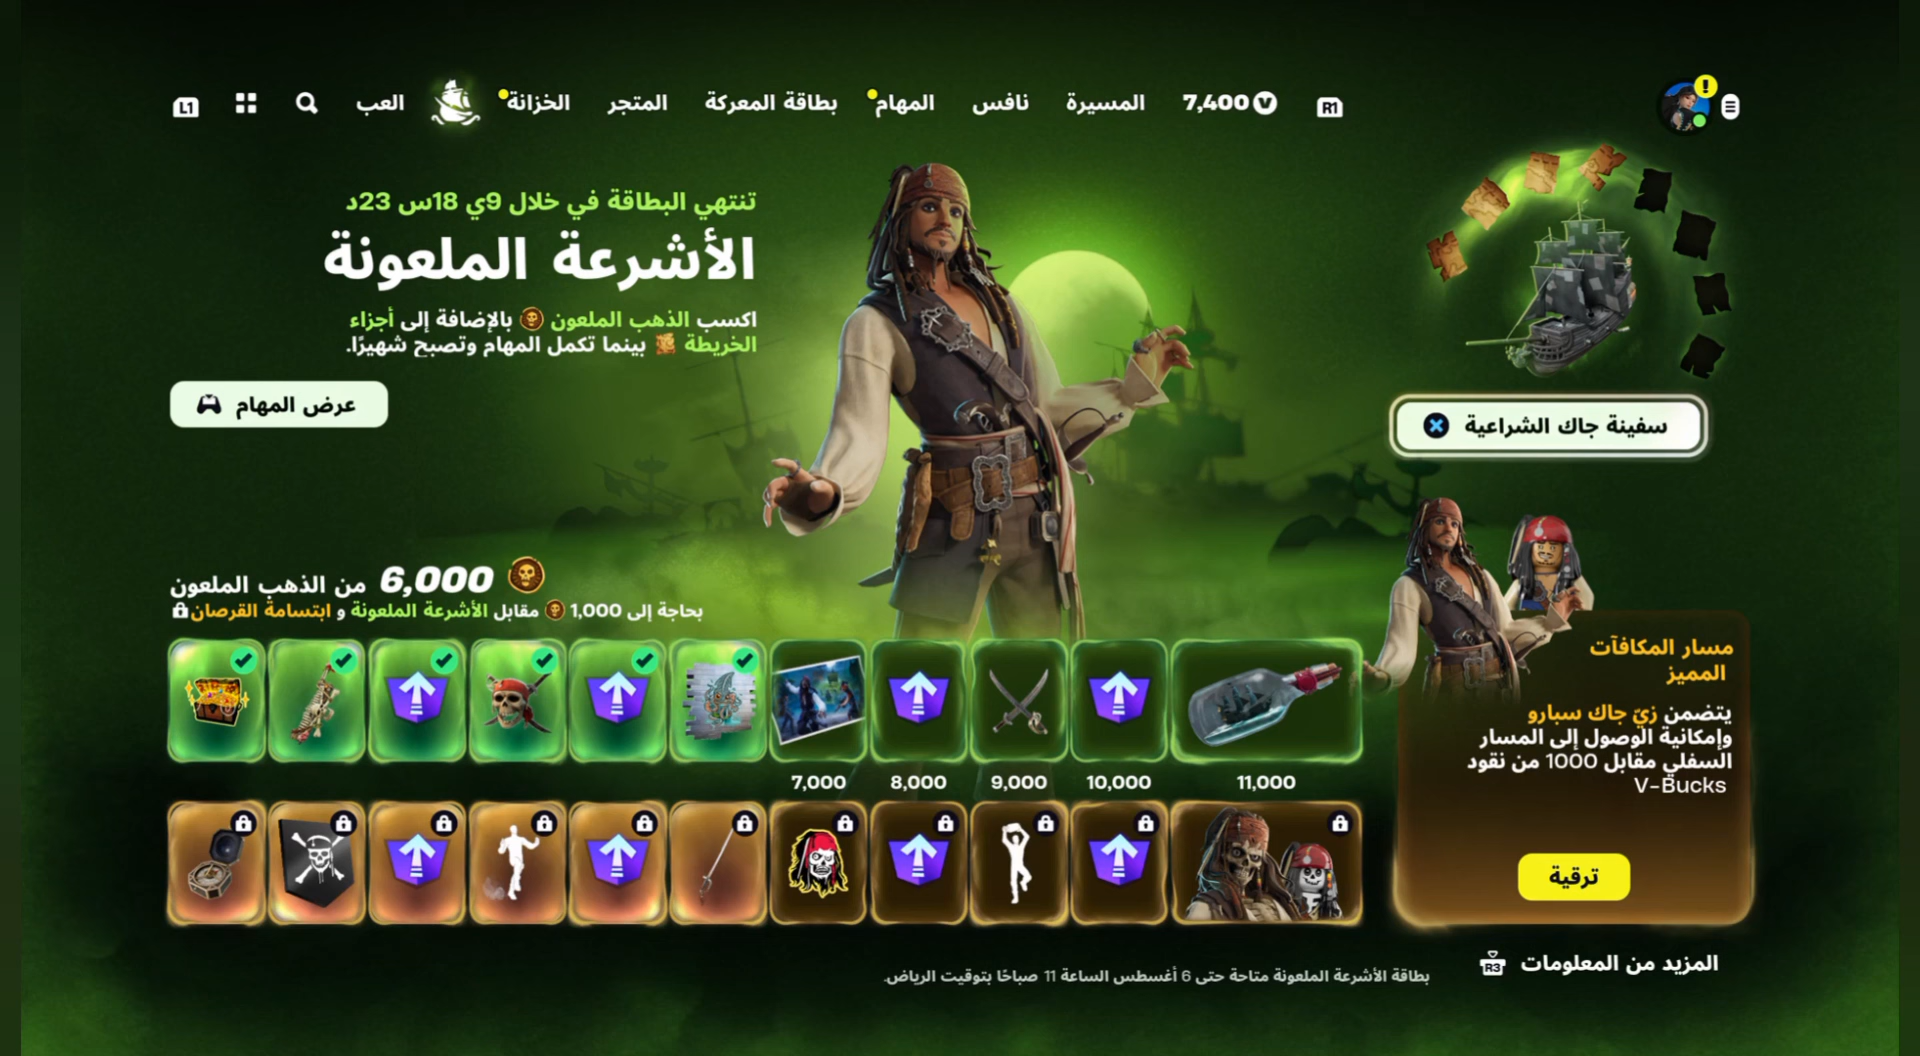 L1
العب
الخزانة
المتجر
بطاقة المعركة
المهام
نافس
المسيرة
7,400
R1
تنتهي البطاقة في خلال 9ي 18س 23د
الأشرعة الملعونة
اكسب الذهب الملعون بالإضافة إلى أجزاء
الخريطة بينما تكمل المهام وتصبح شهيرًا.
عرض المهام
سفينة جاك الشراعية
6,000 من الذهب الملعون
بحاجة إلى 1,000 مقابل الأشرعة الملعونة و ابتسامة القرصان
7,000
8,000
9,000
10,000
11,000
مسار المكافآت
المميز
يتضمن زيّ جاك سبارو
وإمكانية الوصول إلى المسار
السفلي مقابل 1000 من نقود
V-Bucks
ترقية
المزيد من المعلومات
R3
بطاقة الأشرعة الملعونة متاحة حتى 6 أغسطس الساعة 11 صباحًا بتوقيت الرياض.